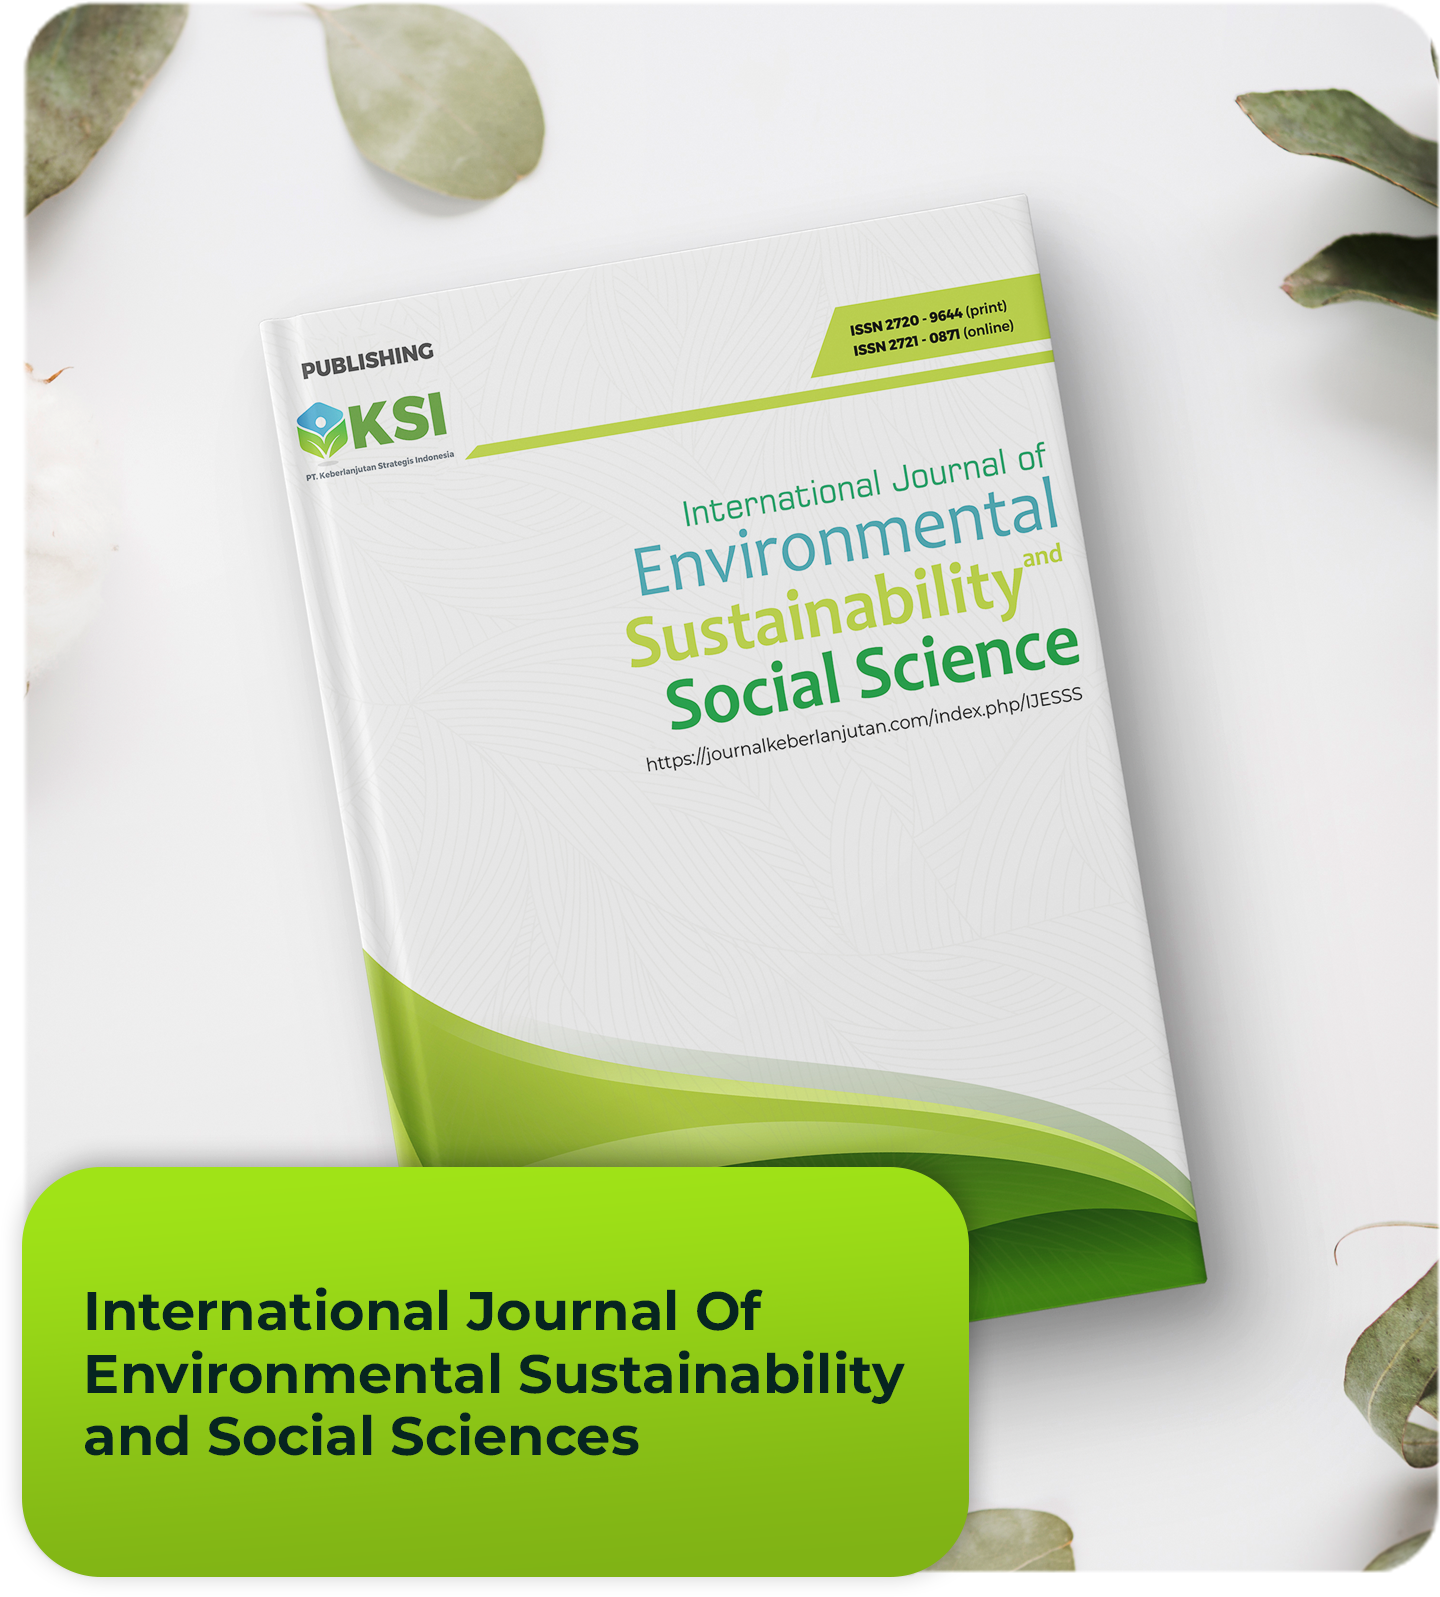 PUBLISHING
KSI
PT. Keberlanjutan Strategis Indonesia
ISSN 2720 - 9644 (print)
ISSN 2721 - 0871 (online)
International Journal of
Environmental
Sustainability and
Social Science
https://journalkeberlanjutan.com/index.php/IJESSS
International Journal Of
Environmental Sustainability
and Social Sciences